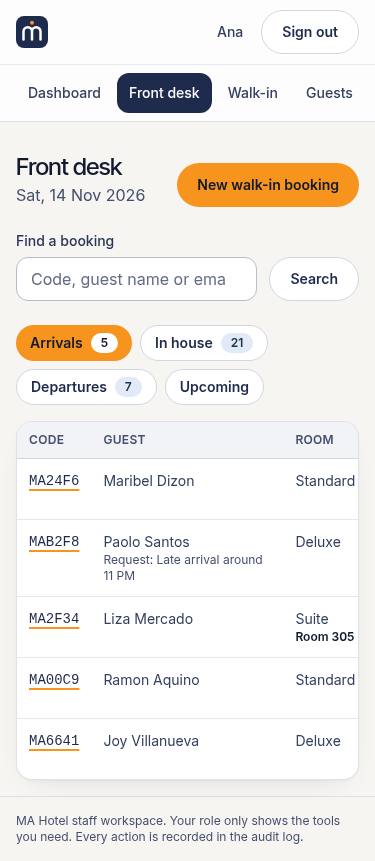 m
Ana
Sign out
Dashboard
Front desk
Walk-in
Guests
Front desk
Sat, 14 Nov 2026
New walk-in booking
Find a booking
Code, guest name or ema
Search
Arrivals 5
In house 21
Departures 7
Upcoming
CODE GUEST ROOM
MA24F6 Maribel Dizon Standard
MAB2F8 Paolo Santos Deluxe
Request: Late arrival around
11 PM
MA2F34 Liza Mercado Suite
Room 305
MA00C9 Ramon Aquino Standard
MA6641 Joy Villanueva Deluxe
MA Hotel staff workspace. Your role only shows the tools
you need. Every action is recorded in the audit log.